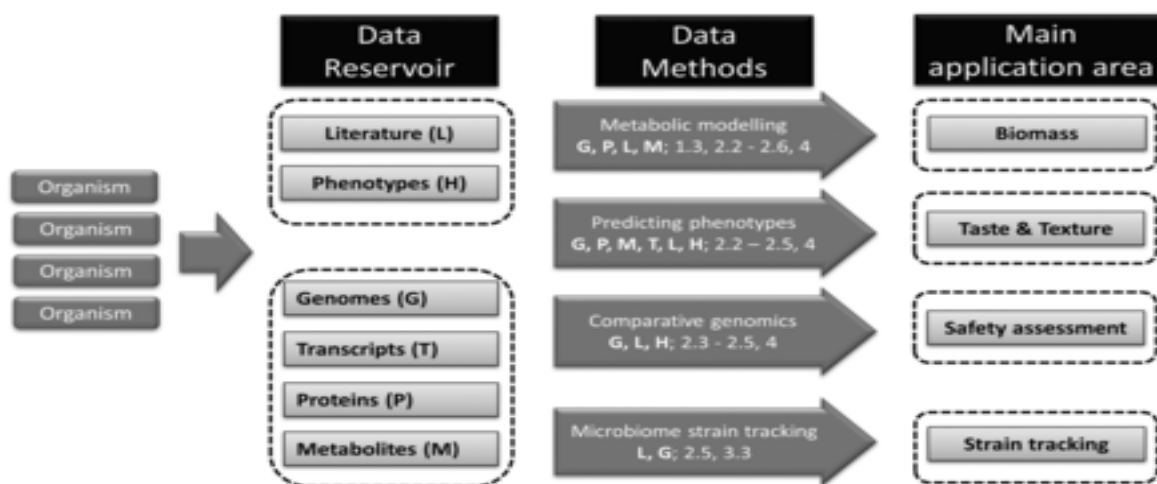 Data
Reservoir
Data
Methods
Main
application area
Organism
Organism
Organism
Organism
Literature (L)
Phenotypes (H)
Genomes (G)
Transcripts (T)
Proteins (P)
Metabolites (M)
Metabolic modelling
G, P, L, M; 1.3, 2.2 - 2.6, 4
Predicting phenotypes
G, P, M, T, L, H; 2.2 – 2.5, 4
Comparative genomics
G, L, H; 2.3 - 2.5, 4
Microbiome strain tracking
L, G; 2.5, 3.3
Biomass
Taste & Texture
Safety assessment
Strain tracking